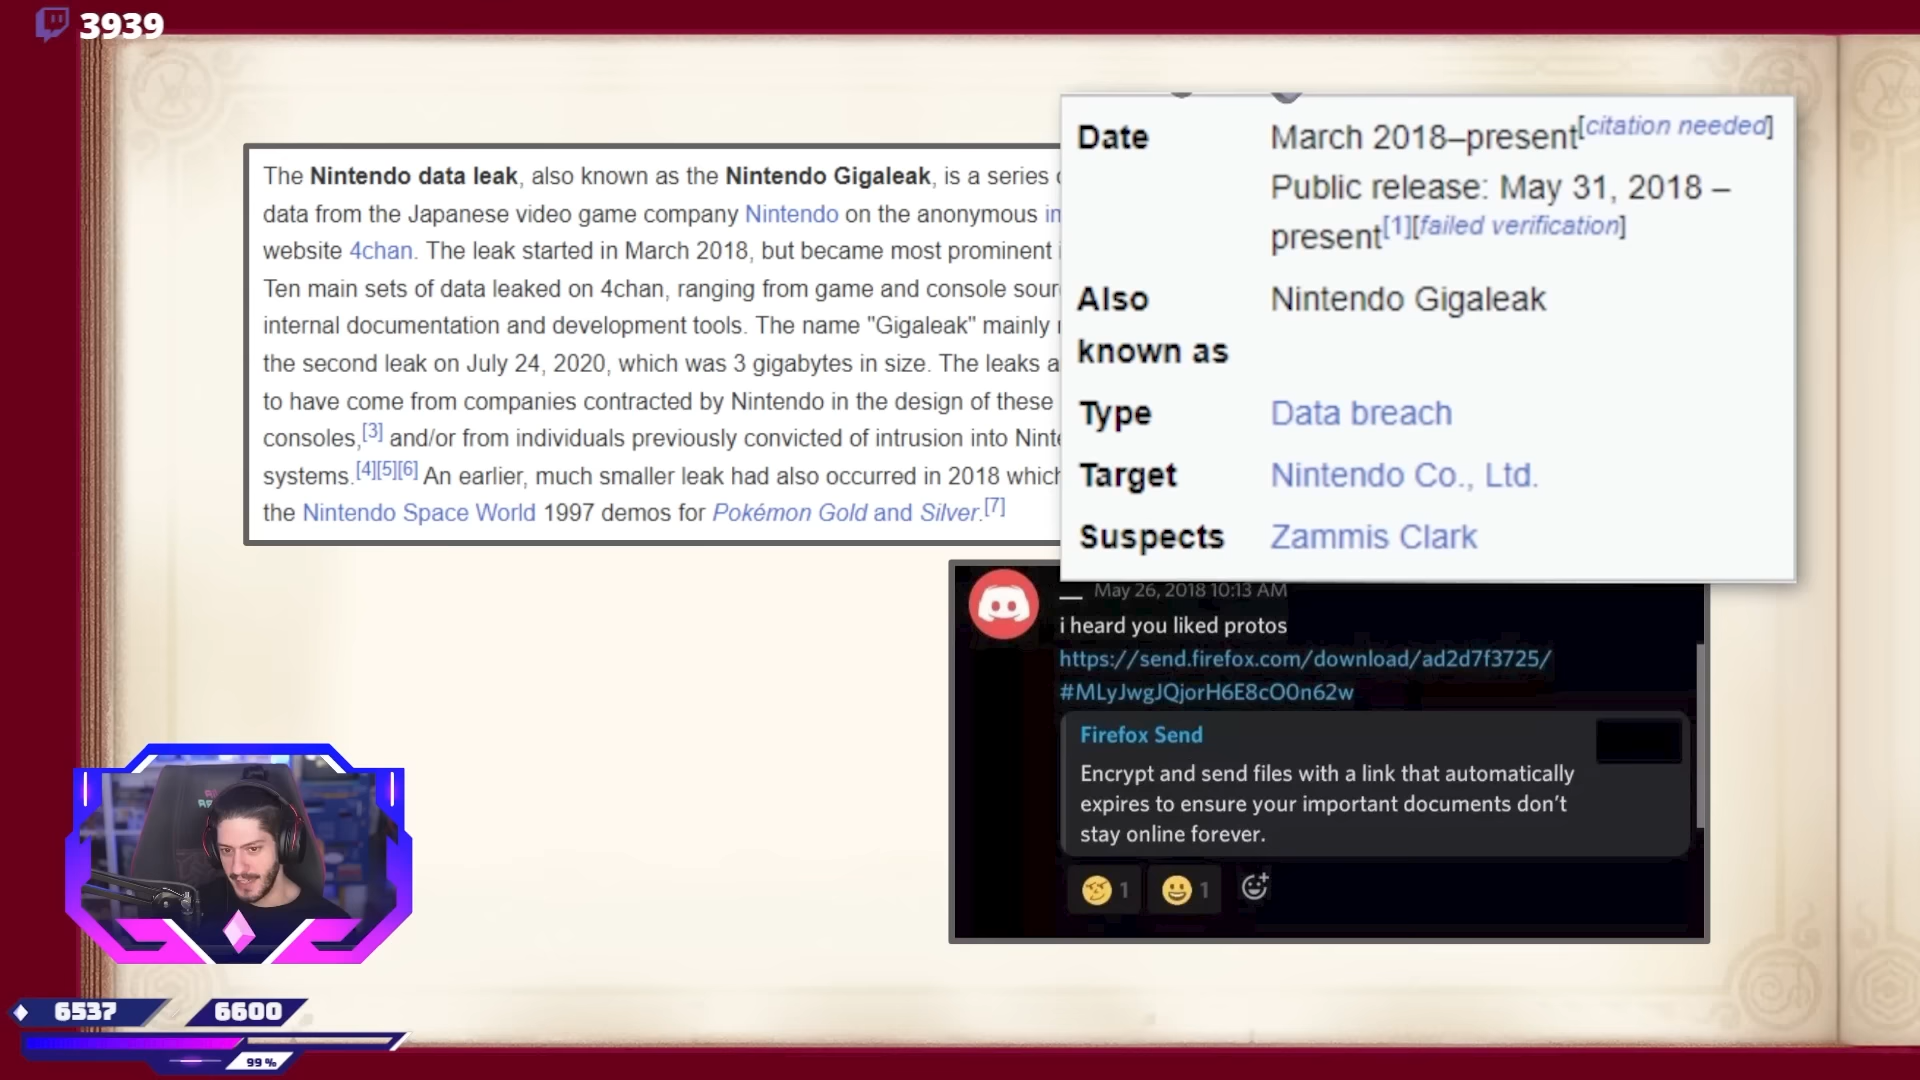 3939
The Nintendo data leak, also known as the Nintendo Gigaleak, is a series
data from the Japanese video game company Nintendo on the anonymous
website 4chan. The leak started in March 2018, but became most prominent
Ten main sets of data leaked on 4chan, ranging from game and console
internal documentation and development tools. The name "Gigaleak" mainly
the second leak on July 24, 2020, which was 3 gigabytes in size. The leaks
to have come from companies contracted by Nintendo in the design of these
consoles,[3] and/or from individuals previously convicted of intrusion into
systems.[4][5][6] An earlier, much smaller leak had also occurred in 2018 which
the Nintendo Space World 1997 demos for Pokémon Gold and Silver.[7]
Date March 2018–present[citation needed]
Public release: May 31, 2018 –
present[1][failed verification]
Also Nintendo Gigaleak
known as
Type Data breach
Target Nintendo Co., Ltd.
Suspects Zammis Clark
May 26, 2018 10:13 AM
i heard you liked protos
https://send.firefox.com/download/ad2d7f3725/
#MLyJwgJQjorH6E8cO0n62w
Firefox Send
Encrypt and send files with a link that automatically
expires to ensure your important documents don't
stay online forever.
1 1
6537 6600
99%